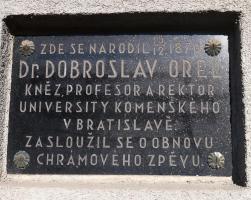 ZDE SE NARODIL 15/12 1870
Dr. DOBROSLAV OREL
KNĚZ, PROFESOR A REKTOR
UNIVERSITY KOMENSKÉHO
V BRATISLAVĚ.
ZASLOUŽIL SE O OBNOVU
CHRÁMOVÉHO ZPĚVU.